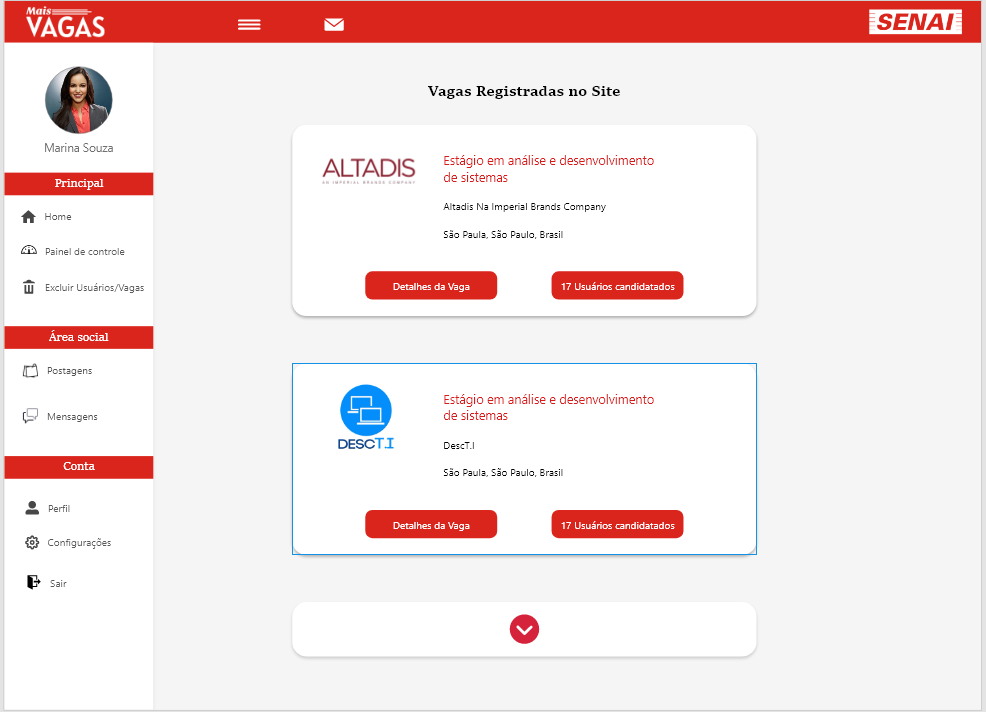 Mais
VAGAS
SENAI
Marina Souza
Principal
Home
Painel de controle
Excluir Usuários/Vagas
Área social
Postagens
Mensagens
Conta
Perfil
Configurações
Sair
Vagas Registradas no Site
ALTADIS
AN IMPERIAL BRANDS COMPANY
Estágio em análise e desenvolvimento
de sistemas
Altadis Na Imperial Brands Company
São Paula, São Paulo, Brasil
Detalhes da Vaga
17 Usuários candidatados
DESCT.I
Estágio em análise e desenvolvimento
de sistemas
DescT.I
São Paula, São Paulo, Brasil
Detalhes da Vaga
17 Usuários candidatados